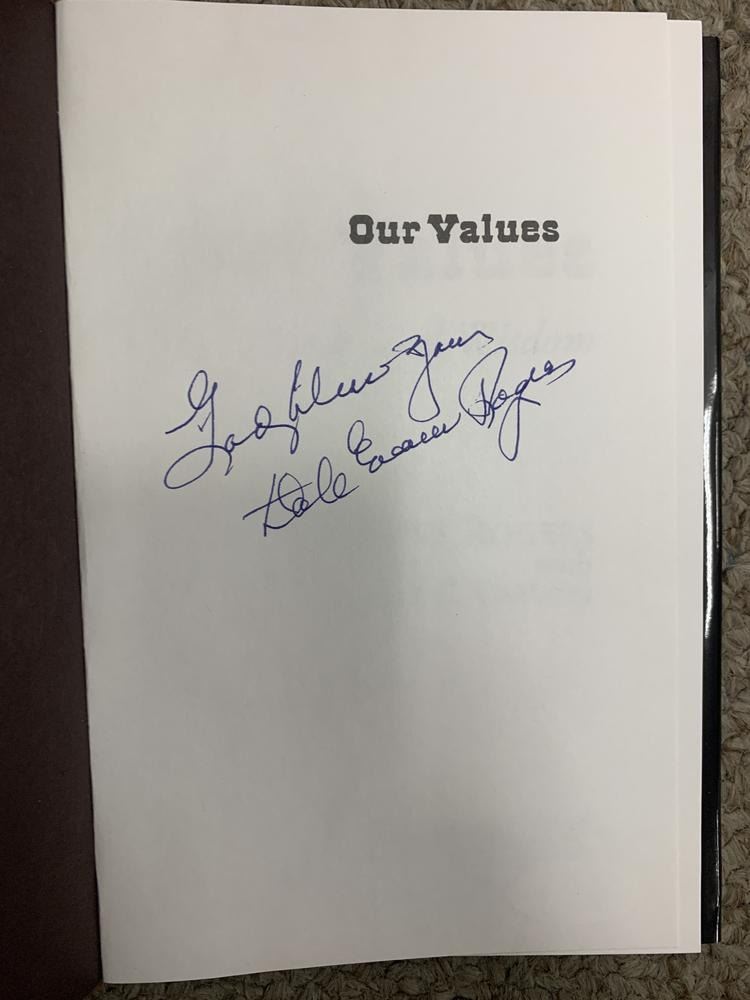 Our Values
God bless you
Dale Evans Rogers